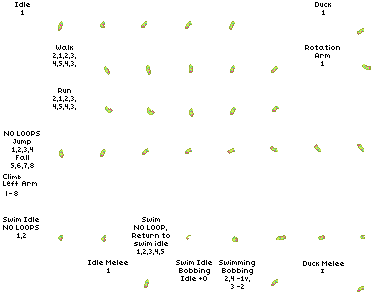 Idle
1
Duck
1
Walk
2,1,2,3,
4,5,4,3,
Rotation
Arm
1
Run
2,1,2,3,
4,5,4,3,
NO LOOPS
Jump
1,2,3,4
Fall
5,6,7,8
Climb
Left Arm
1 - 8
Swim Idle
NO LOOPS
1,2
Swim
NO LOOP,
Return to
swim idle
1,2,3,4,5
Idle Melee
1
Swim Idle
Bobbing
Idle +0
Swimming
Bobbing
2,4 -1v,
3 -2
Duck Melee
1